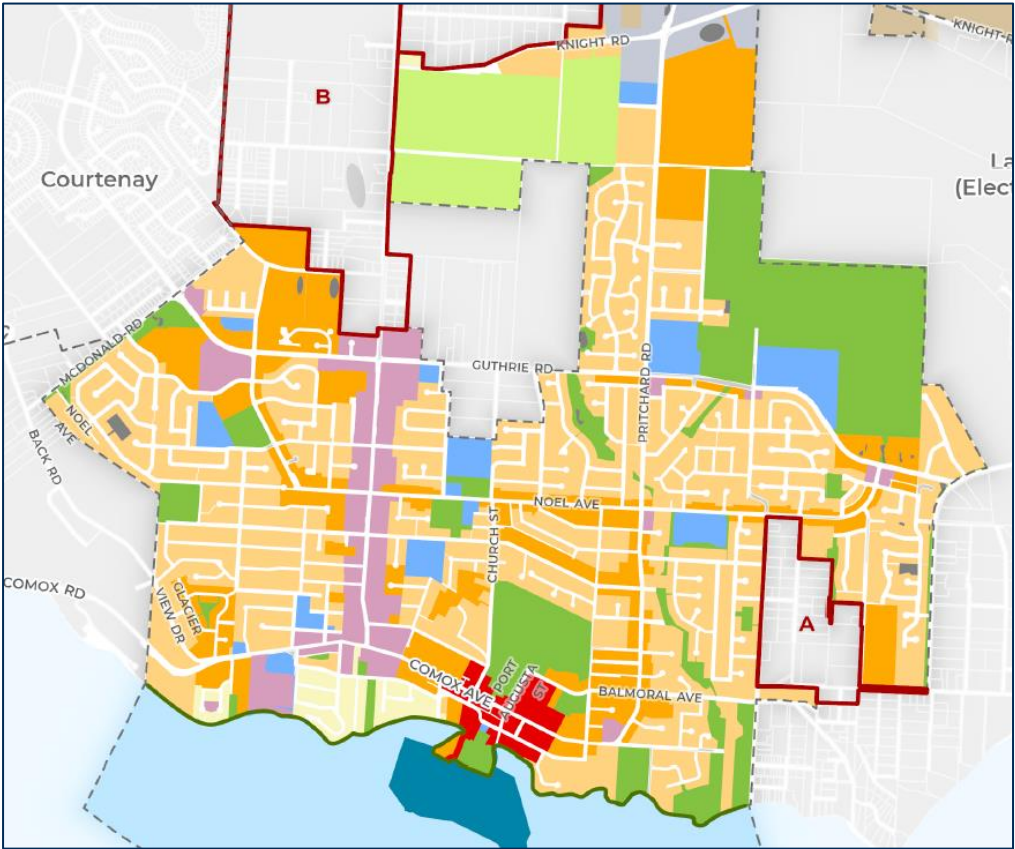 KNIGHT RD
KNIGHT R
B
Courtenay
La
(Elect
MCDONALD RD
GUTHRIE RD
PRITCHARD RD
NOEL
AVE
BACK RD
NOEL AVE
CHURCH ST
COMOX RD
GLACIER
VIEW DR
A
PORT
AUGUSTA
ST
COMOX AVE
BALMORAL AVE